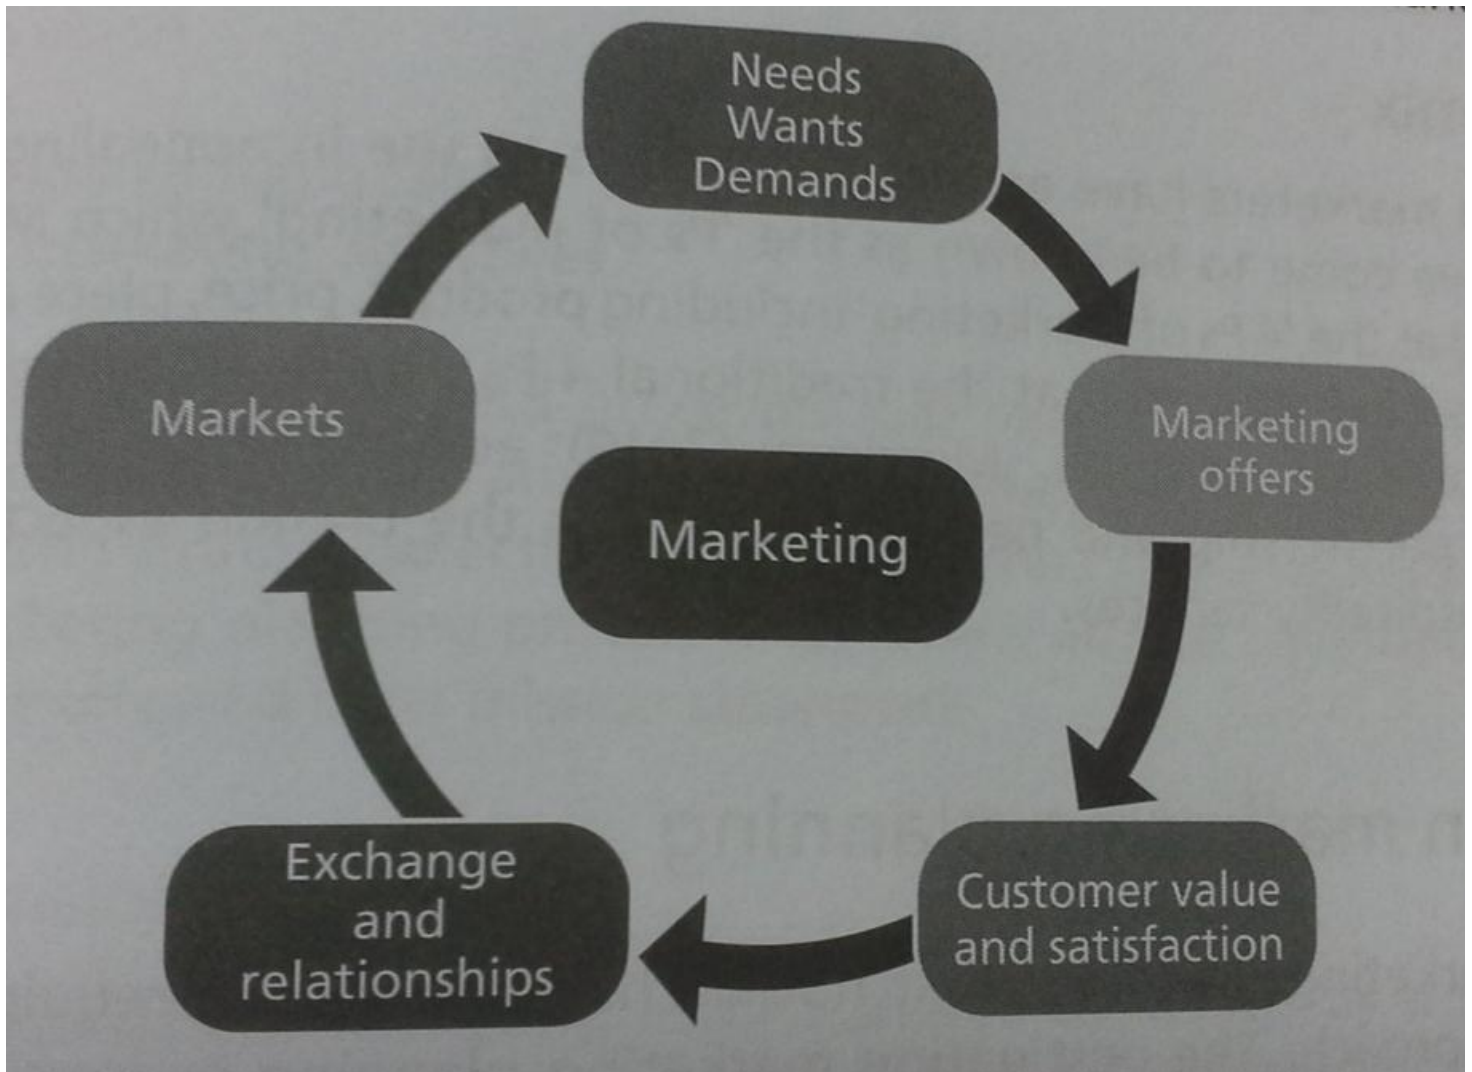 Needs
Wants
Demands
Marketing
offers
Customer value
and satisfaction
Exchange
and
relationships
Markets
Marketing